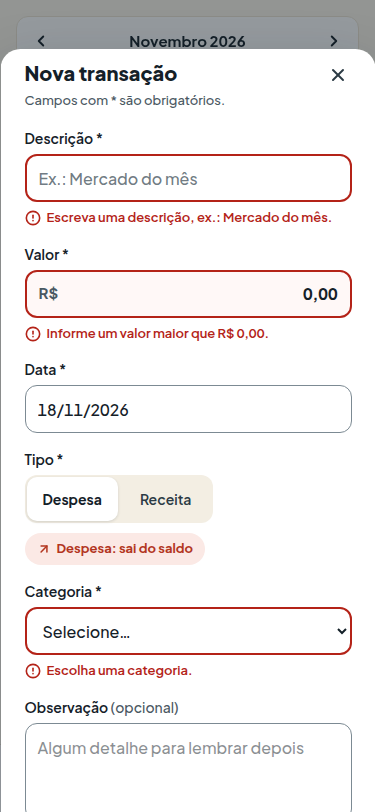 Novembro 2026
Nova transação
Campos com * são obrigatórios.
Descrição *
Ex.: Mercado do mês
Escreva uma descrição, ex.: Mercado do mês.
Valor *
R$ 0,00
Informe um valor maior que R$ 0,00.
Data *
18/11/2026
Tipo *
Despesa Receita
Despesa: sai do saldo
Categoria *
Selecione...
Escolha uma categoria.
Observação (opcional)
Algum detalhe para lembrar depois